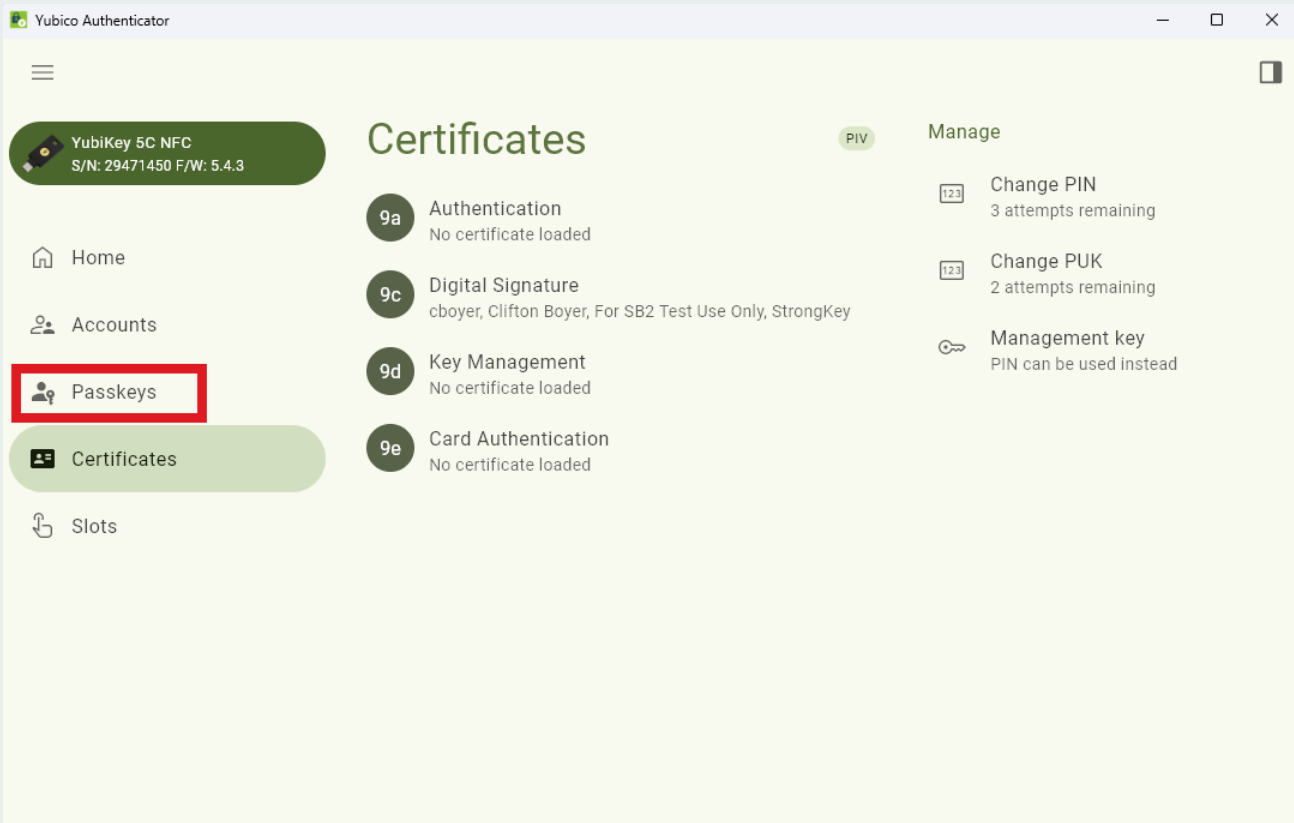 Yubico Authenticator
YubiKey 5C NFC
S/N: 29471450 F/W: 5.4.3
Home
Accounts
Passkeys
Certificates
Slots
Certificates
PIV
9a
Authentication
No certificate loaded
9c
Digital Signature
cboyer, Clifton Boyer, For SB2 Test Use Only, StrongKey
9d
Key Management
No certificate loaded
9e
Card Authentication
No certificate loaded
Manage
123
Change PIN
3 attempts remaining
123
Change PUK
2 attempts remaining
Management key
PIN can be used instead